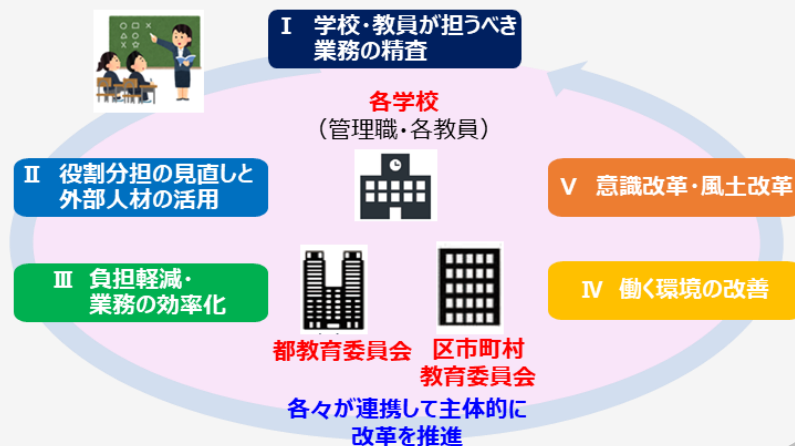 Ⅰ 学校・教員が担うべき
業務の精査
各学校
（管理職・各教員）
Ⅱ 役割分担の見直しと
外部人材の活用
Ⅴ 意識改革・風土改革
Ⅲ 負担軽減・
業務の効率化
Ⅳ 働く環境の改善
都教育委員会
区市町村
教育委員会
各々が連携して主体的に
改革を推進